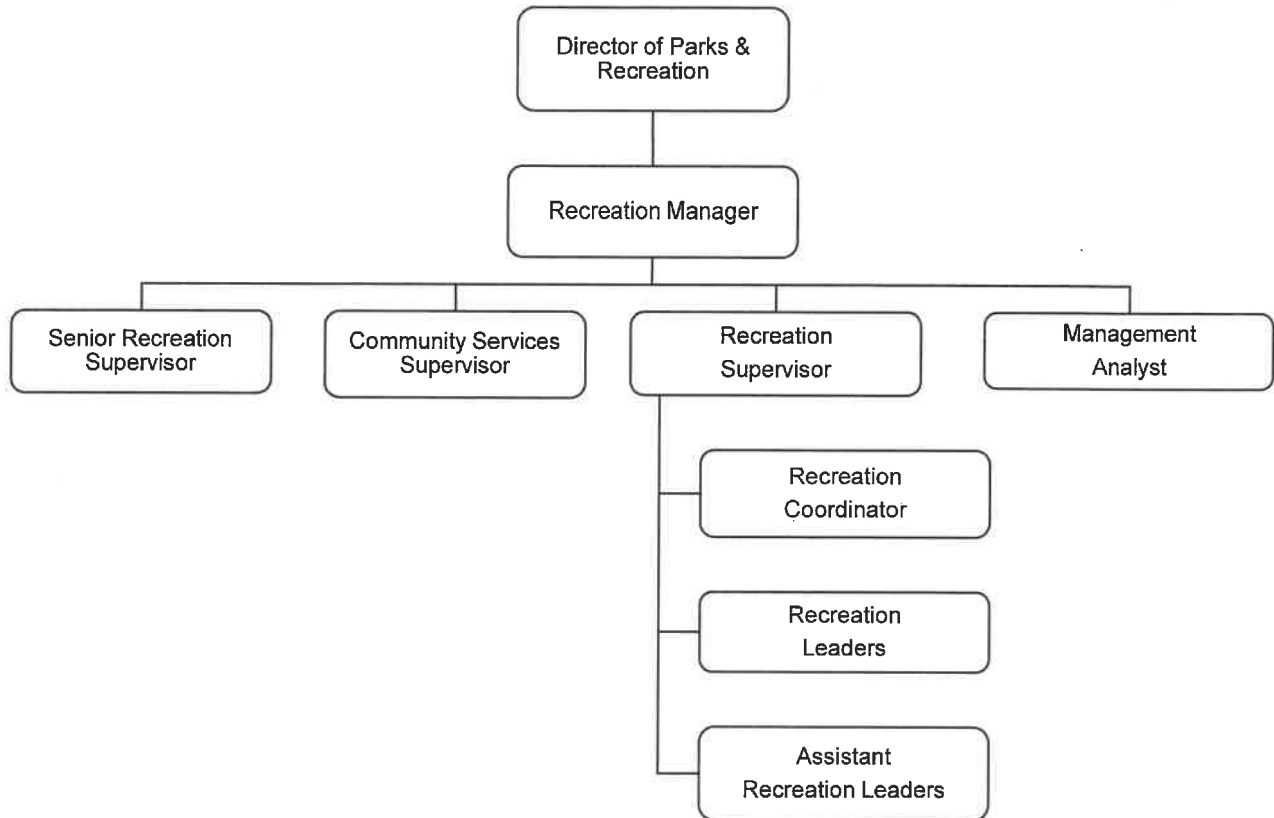 Director of Parks &
Recreation
Recreation Manager
Senior Recreation
Supervisor
Community Services
Supervisor
Recreation
Supervisor
Management
Analyst
Recreation
Coordinator
Recreation
Leaders
Assistant
Recreation Leaders